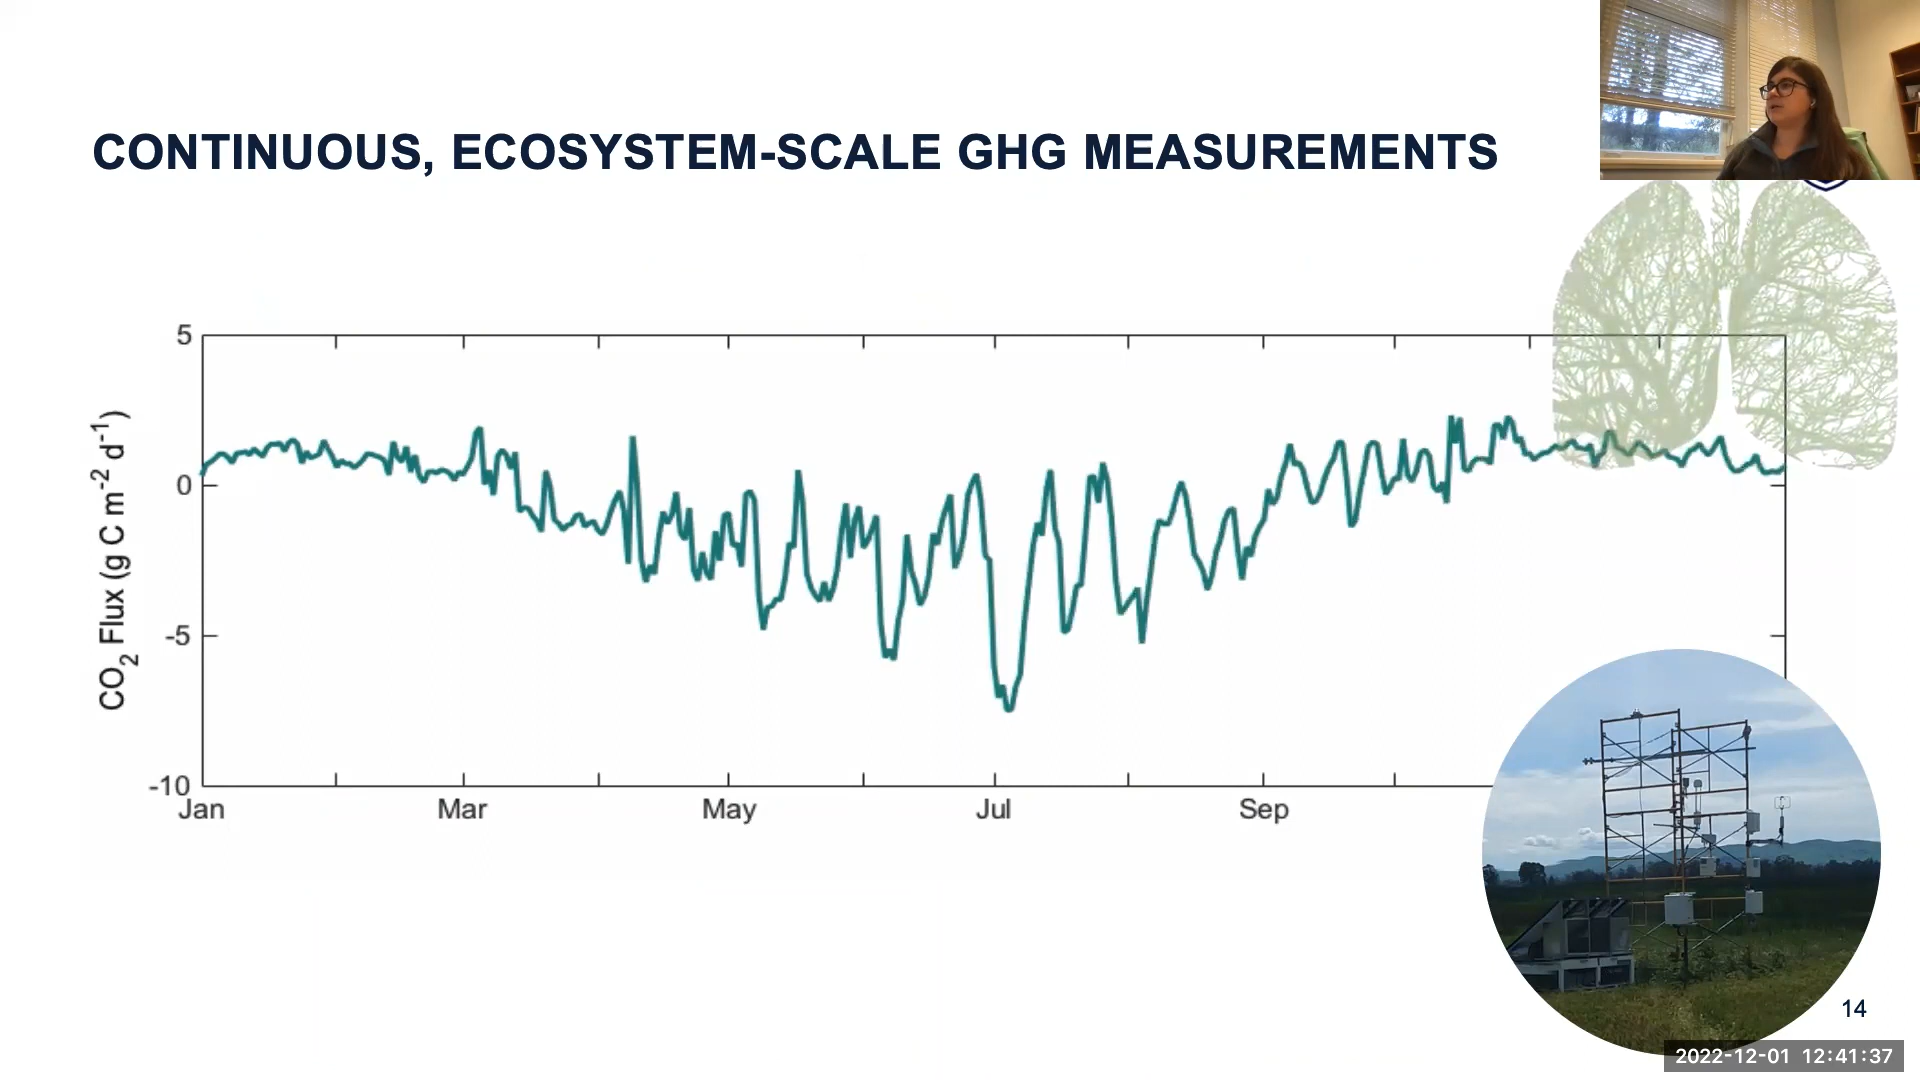 CONTINUOUS, ECOSYSTEM-SCALE GHG MEASUREMENTS
CO2 Flux (g C m-2 d-1)
5
0
-5
-10
Jan
Mar
May
Jul
Sep
14
2022-12-01 12:41:37